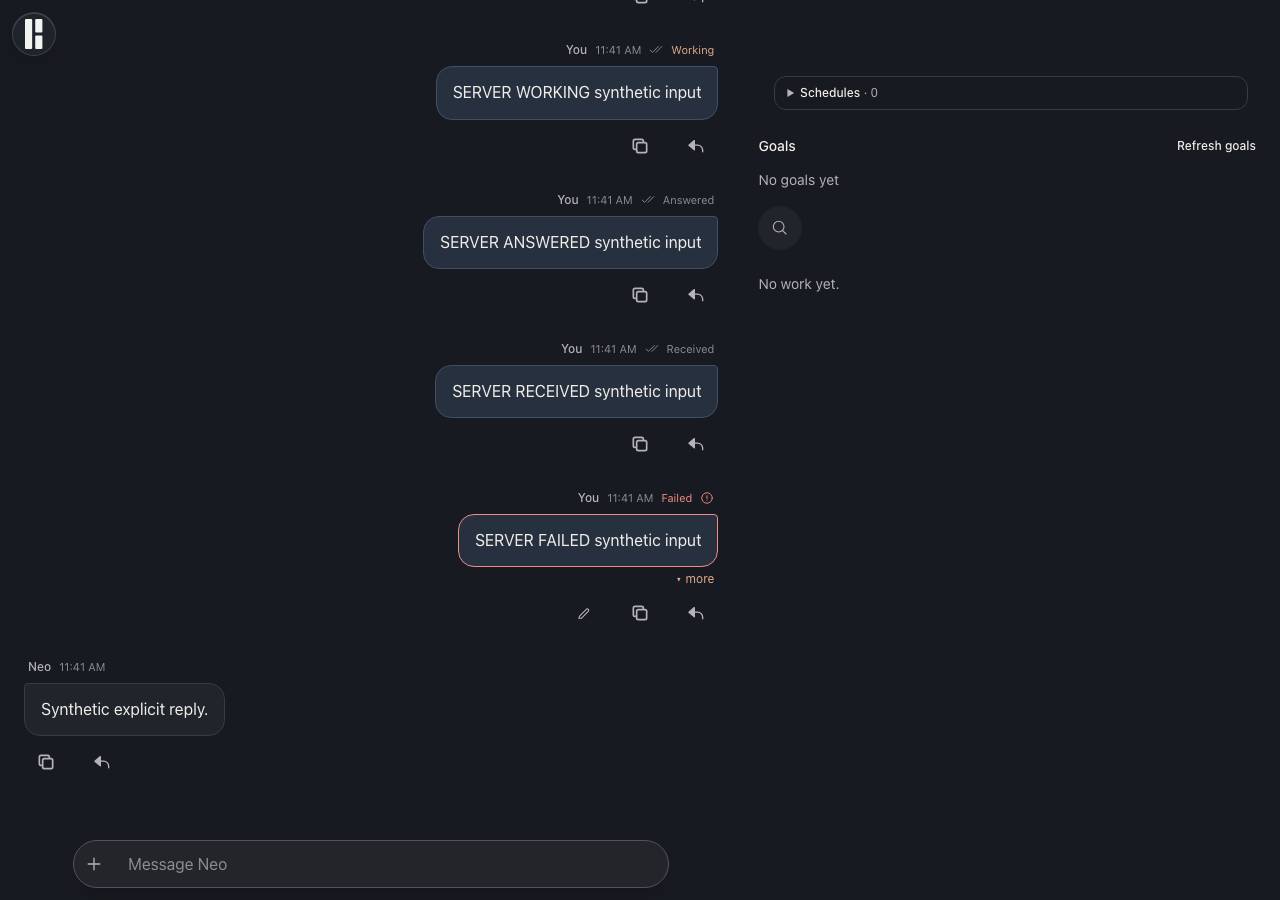 You 11:41 AM Working
SERVER WORKING synthetic input
You 11:41 AM Answered
SERVER ANSWERED synthetic input
You 11:41 AM Received
SERVER RECEIVED synthetic input
You 11:41 AM Failed
SERVER FAILED synthetic input
more
Neo 11:41 AM
Synthetic explicit reply.
Message Neo
Schedules · 0
Goals Refresh goals
No goals yet
No work yet.